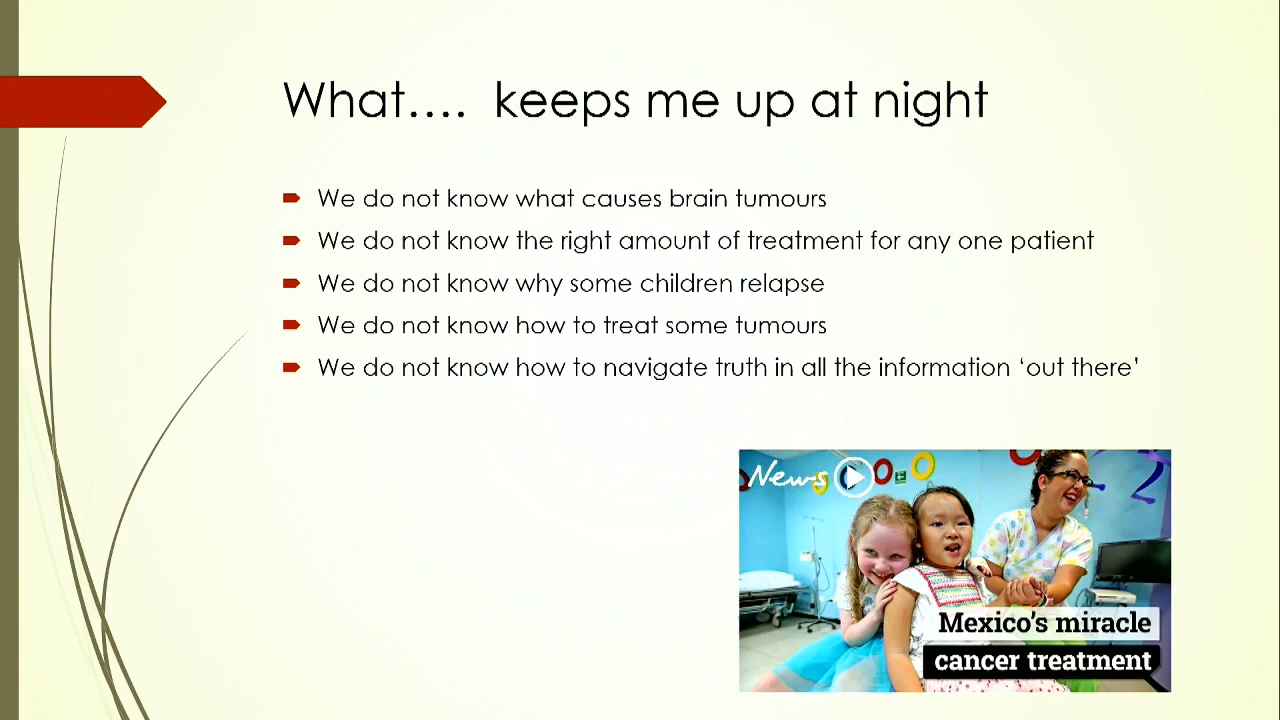 What.... keeps me up at night
We do not know what causes brain tumours
We do not know the right amount of treatment for any one patient
We do not know why some children relapse
We do not know how to treat some tumours
We do not know how to navigate truth in all the information ‘out there’
News
Mexico's miracle
cancer treatment